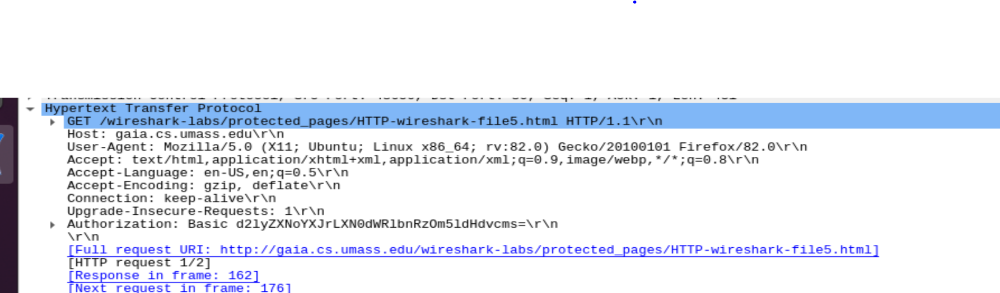 Hypertext Transfer Protocol
GET /wireshark-labs/protected_pages/HTTP-wireshark-file5.html HTTP/1.1\r\n
Host: gaia.cs.umass.edu\r\n
User-Agent: Mozilla/5.0 (X11; Ubuntu; Linux x86_64; rv:82.0) Gecko/20100101 Firefox/82.0\r\n
Accept: text/html,application/xhtml+xml,application/xml;q=0.9,image/webp,*/*;q=0.8\r\n
Accept-Language: en-US,en;q=0.5\r\n
Accept-Encoding: gzip, deflate\r\n
Connection: keep-alive\r\n
Upgrade-Insecure-Requests: 1\r\n
Authorization: Basic d2lyZXNoYXJrLXN0dWRlbnRzOm5ldHdvcms=\r\n
\r\n
[Full request URI: http://gaia.cs.umass.edu/wireshark-labs/protected_pages/HTTP-wireshark-file5.html]
[HTTP request 1/2]
[Response in frame: 162]
[Next request in frame: 176]